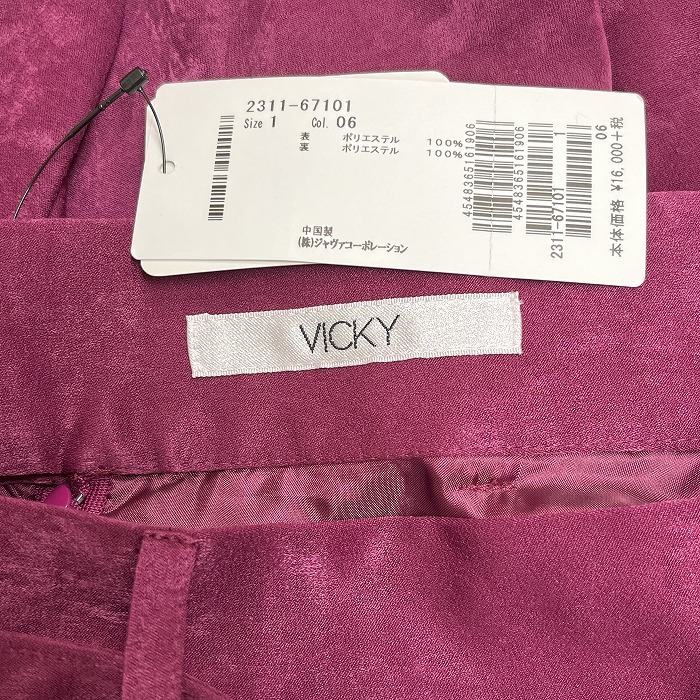 2311-67101
Size 1 Col. 06
表 ポリエステル 100%
裏 ポリエステル 100%
中国製
(株)ジャヴァコーポレーション
4548365161906
4548365161906
2311-67101 1
06
本体価格 ¥16,000+税
VICKY